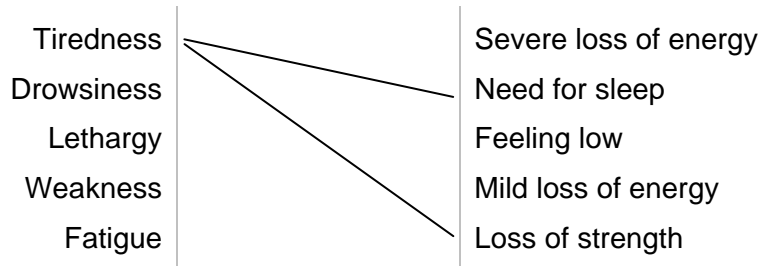 Tiredness
Drowsiness
Lethargy
Weakness
Fatigue
Severe loss of energy
Need for sleep
Feeling low
Mild loss of energy
Loss of strength